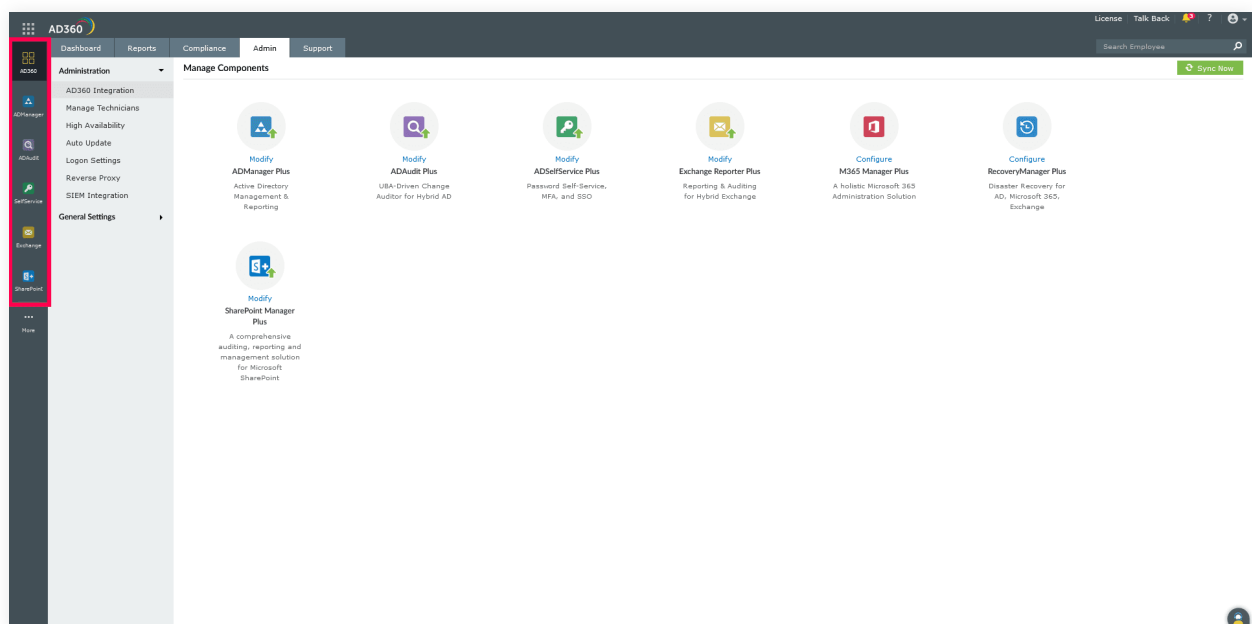 License Talk Back ?
AD360
Dashboard Reports Compliance Admin Support
Search Employee
AD360
ADManager
ADAudit
SelfService
Exchange
SharePoint
More
Administration
AD360 Integration
Manage Technicians
High Availability
Auto Update
Logon Settings
Reverse Proxy
SIEM Integration
General Settings
Manage Components
Sync Now
Modify
ADManager Plus
Active Directory
Management &
Reporting
Modify
ADAudit Plus
UBA-Driven Change
Auditor for Hybrid AD
Modify
ADSelfService Plus
Password Self-Service,
MFA, and SSO
Modify
Exchange Reporter Plus
Reporting & Auditing
for Hybrid Exchange
Configure
M365 Manager Plus
A holistic Microsoft 365
Administration Solution
Configure
RecoveryManager Plus
Disaster Recovery for
AD, Microsoft 365,
Exchange
Modify
SharePoint Manager
Plus
A comprehensive
auditing, reporting and
management solution
for Microsoft
SharePoint